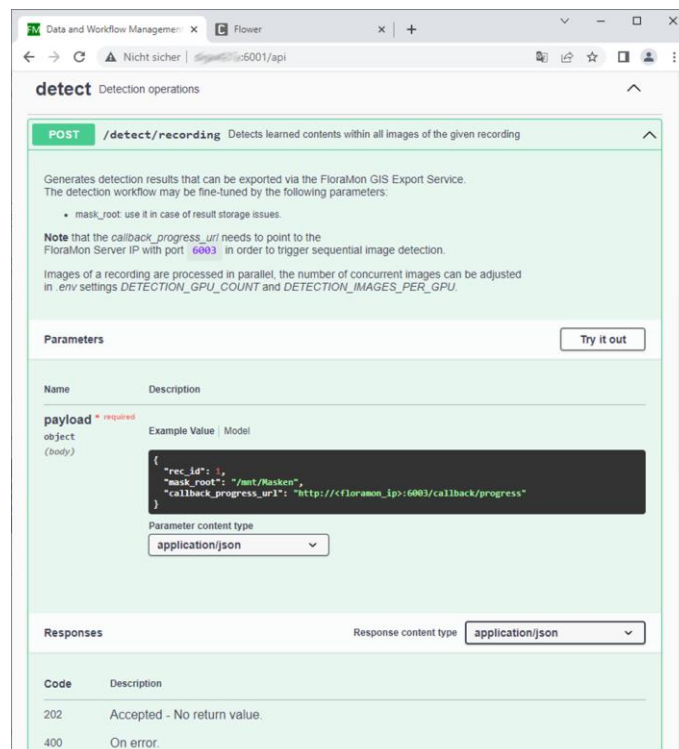 FM Data and Workflow Managemen
Flower
Nicht sicher
:6001/api
detect Detection operations
POST /detect/recording Detects learned contents within all images of the given recording
Generates detection results that can be exported via the FloraMon GIS Export Service.
The detection workflow may be fine-tuned by the following parameters:
• mask_root: use it in case of result storage issues.
Note that the callback_progress_url needs to point to the
FloraMon Server IP with port 6003 in order to trigger sequential image detection.
Images of a recording are processed in parallel, the number of concurrent images can be adjusted
in .env settings DETECTION_GPU_COUNT and DETECTION_IMAGES_PER_GPU.
Parameters
Try it out
Name Description
payload * required
object
(body)
Example Value | Model
{
"rec_id": 1,
"mask_root": "/mnt/Masken",
"callback_progress_url": "http://<floramon_ip>:6003/callback/progress"
}
Parameter content type
application/json
Responses
Response content type application/json
Code Description
202 Accepted - No return value.
400 On error.